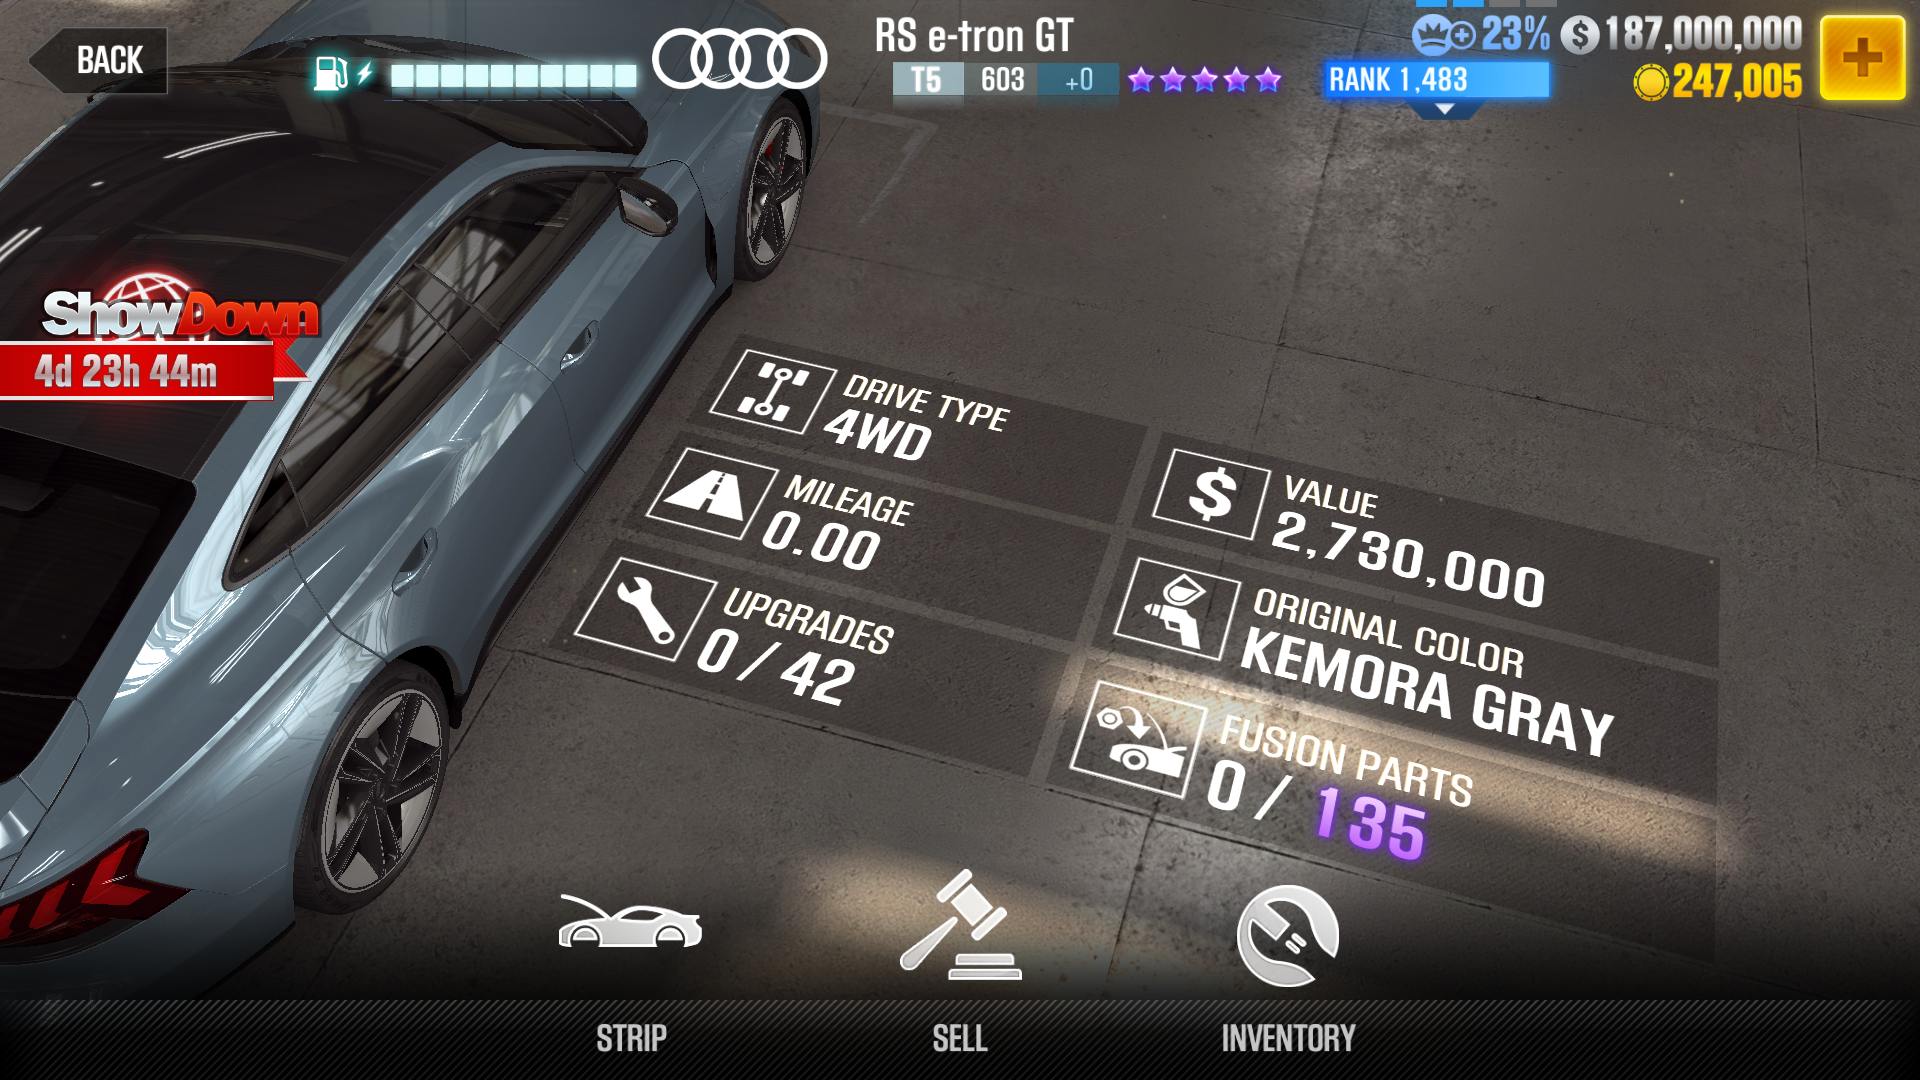 BACK
RS e-tron GT
T5 603 +0
RANK 1,483
23%
187,000,000
247,005
ShowDown
4d 23h 44m
DRIVE TYPE
4WD
MILEAGE
0.00
UPGRADES
0 / 42
VALUE
2,730,000
ORIGINAL COLOR
KEMORA GRAY
FUSION PARTS
0 / 135
STRIP
SELL
INVENTORY